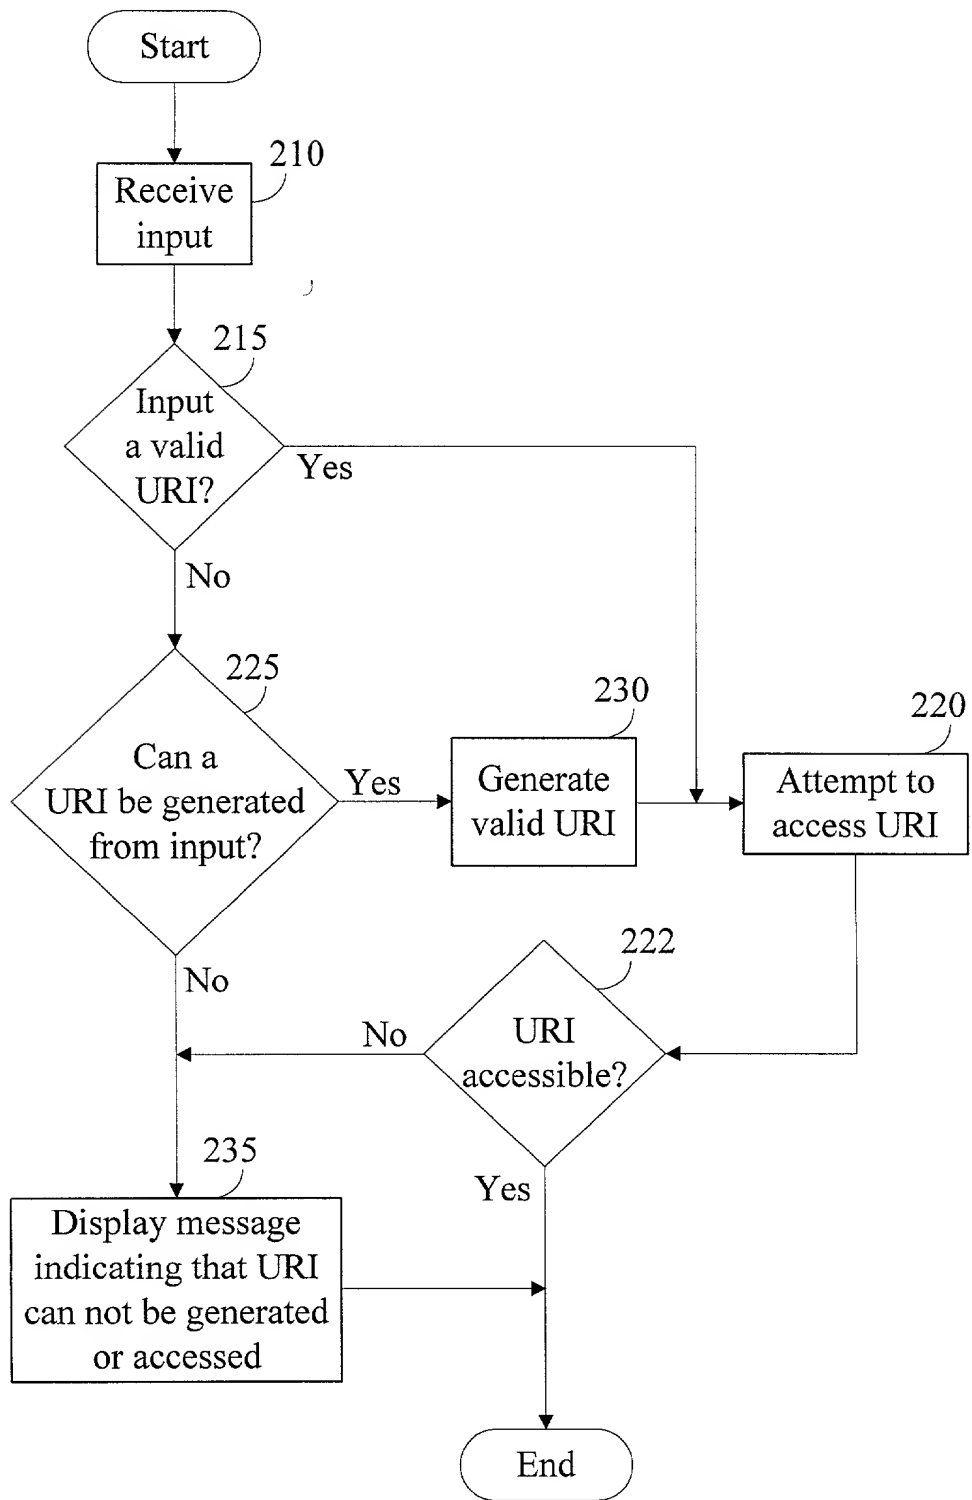 Start
210
Receive
input
215
Input
a valid
URI?
Yes
No
225
Can a
URI be generated
from input?
Yes
230
Generate
valid URI
220
Attempt to
access URI
No
222
URI
accessible?
No
Yes
235
Display message
indicating that URI
can not be generated
or accessed
End